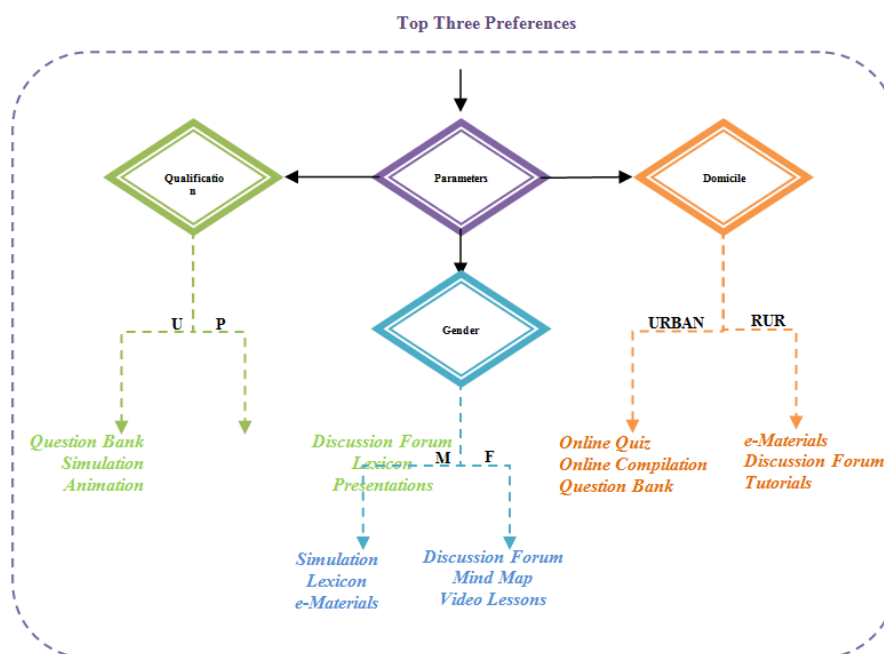 Top Three Preferences
Qualificatio
n
Parameters
Domicile
Gender
U P
URBAN RUR
Question Bank
Simulation
Animation
Discussion Forum
Lexicon
Presentations
M F
Online Quiz
Online Compilation
Question Bank
e-Materials
Discussion Forum
Tutorials
Simulation
Lexicon
e-Materials
Discussion Forum
Mind Map
Video Lessons